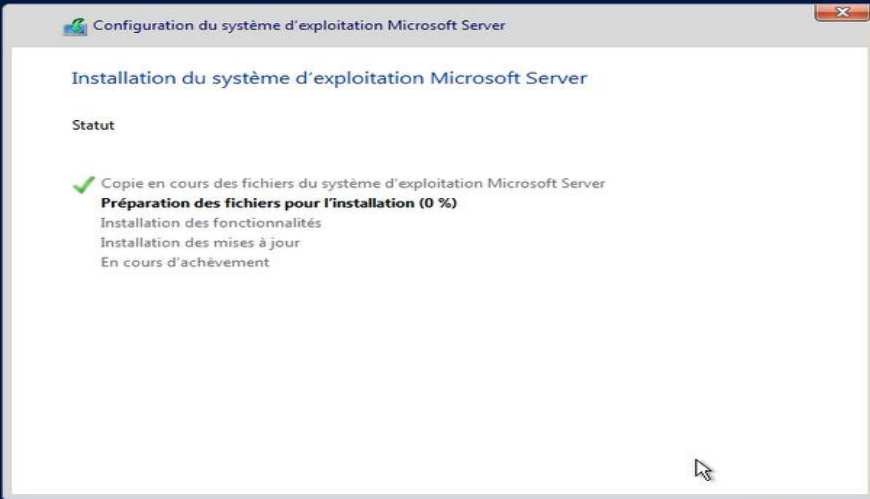 Configuration du système d'exploitation Microsoft Server
Installation du système d'exploitation Microsoft Server
Statut
Copie en cours des fichiers du système d'exploitation Microsoft Server
Préparation des fichiers pour l'installation (0 %)
Installation des fonctionnalités
Installation des mises à jour
En cours d'achèvement